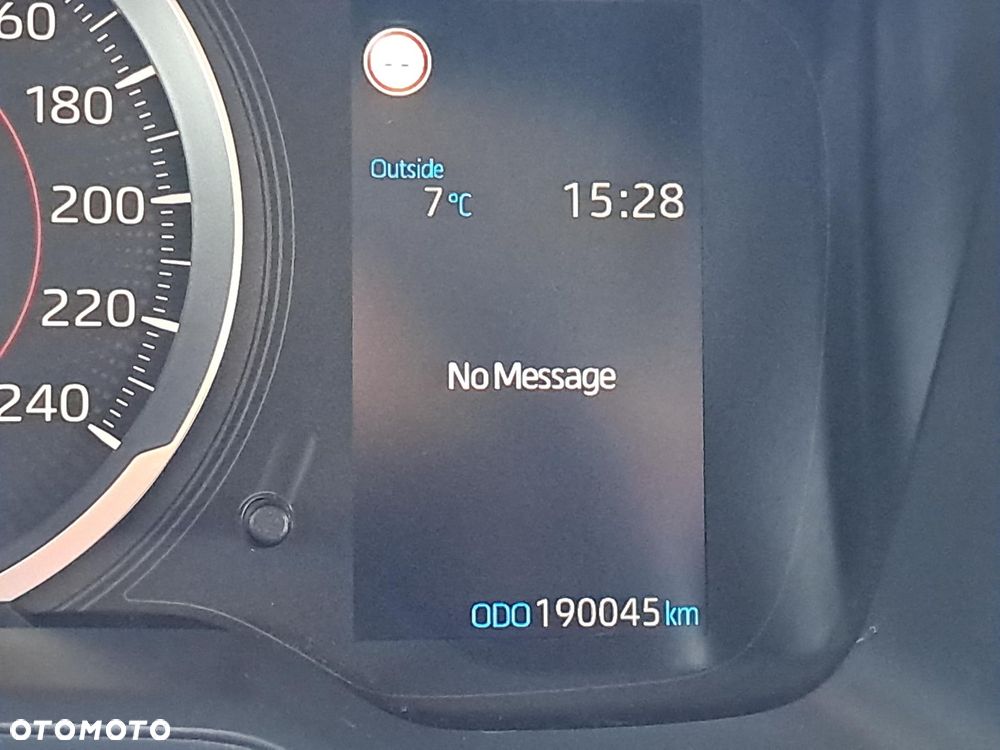 60
180
200
220
240
--
Outside
7°C 15:28
No Message
ODO 190045 km
OTOMOTO